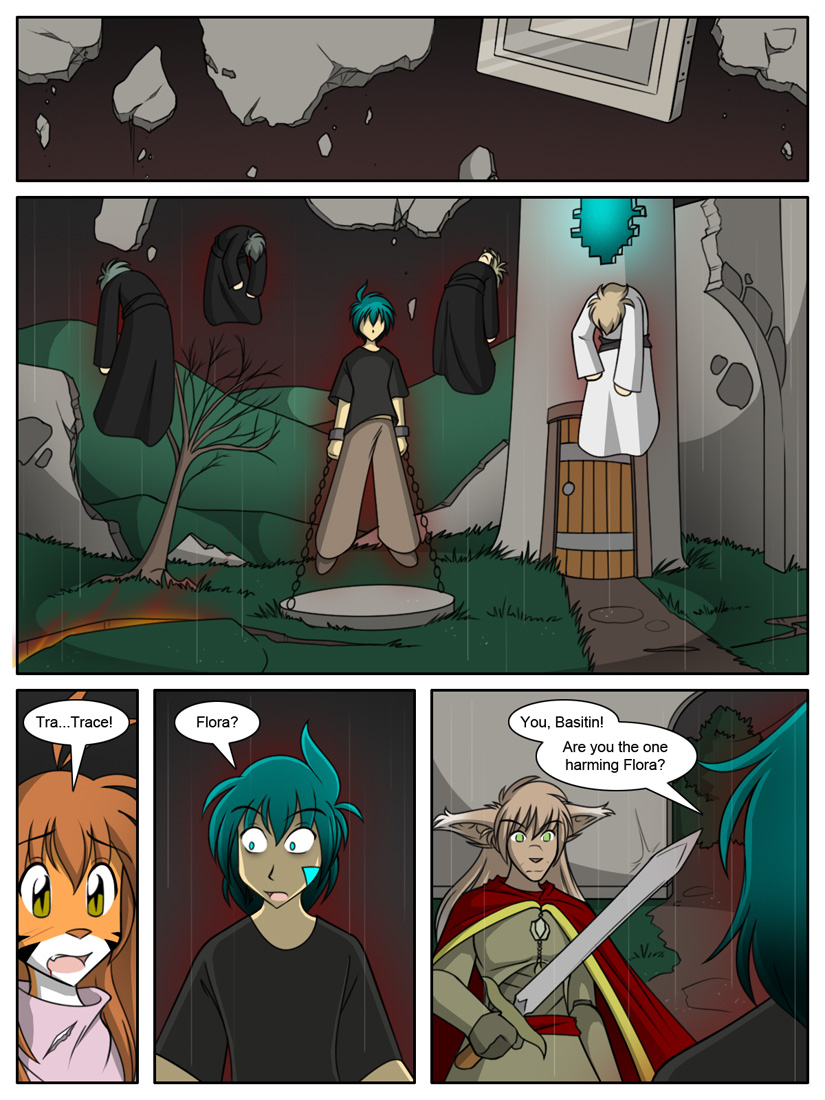 Tra...Trace!
Flora?
You, Basitin!
Are you the one
harming Flora?